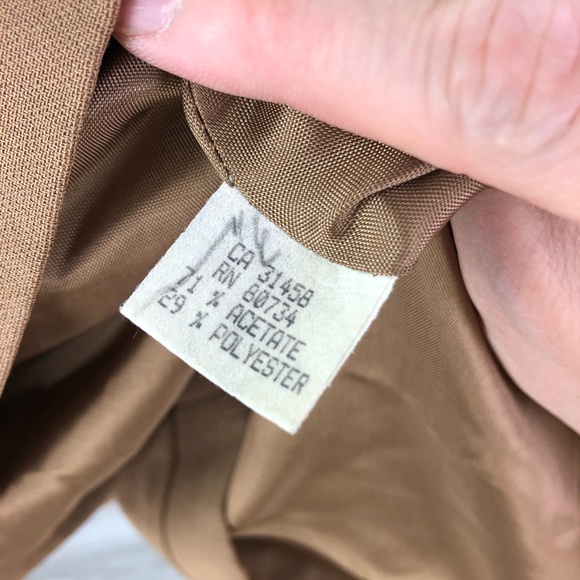 CA 31458
RN 80734
71 % ACETATE
29 % POLYESTER